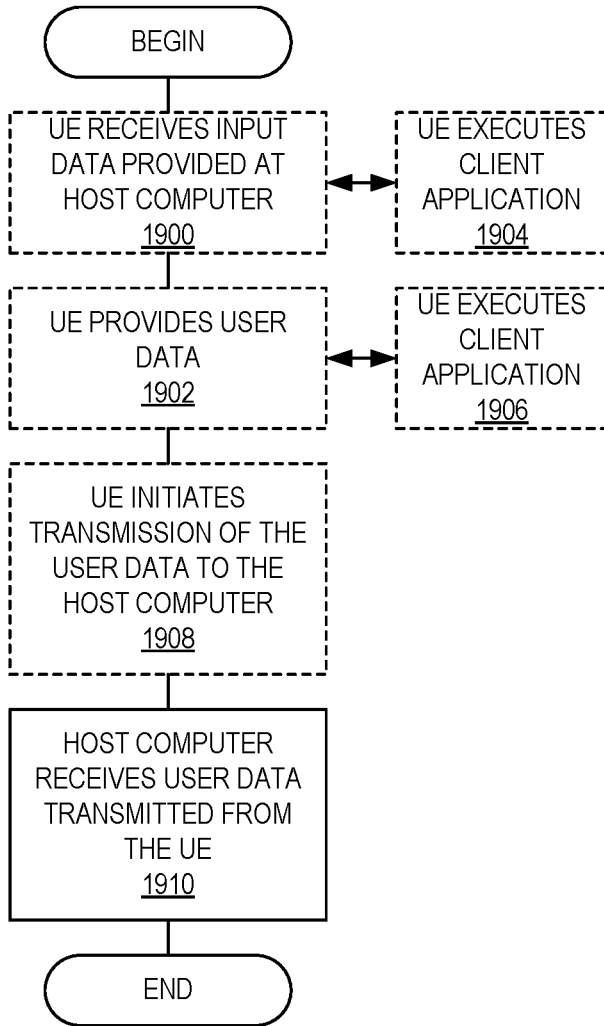 BEGIN
UE RECEIVES INPUT
DATA PROVIDED AT
HOST COMPUTER
1900
UE EXECUTES
CLIENT
APPLICATION
1904
UE PROVIDES USER
DATA
1902
UE EXECUTES
CLIENT
APPLICATION
1906
UE INITIATES
TRANSMISSION OF THE
USER DATA TO THE
HOST COMPUTER
1908
HOST COMPUTER
RECEIVES USER DATA
TRANSMITTED FROM
THE UE
1910
END